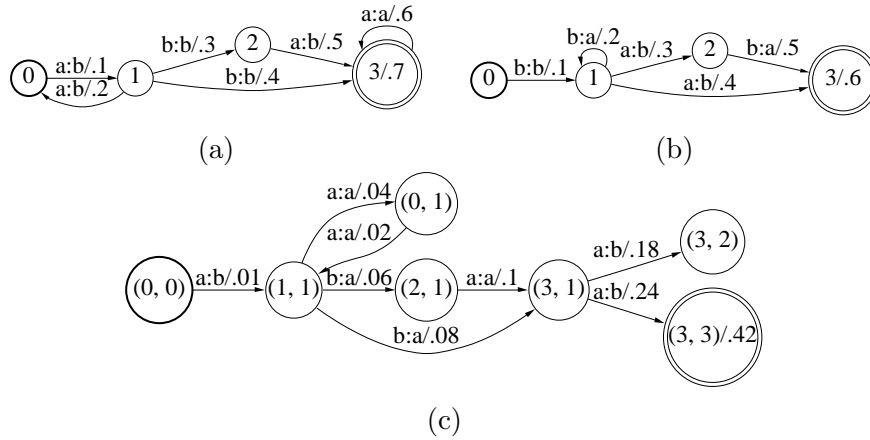 0
a:b/.1
a:b/.2
1
b:b/.3
2
a:b/.5
b:b/.4
a:a/.6
3/.7
(a)
0
b:b/.1
b:a/.2
1
a:b/.3
2
b:a/.5
a:b/.4
3/.6
(b)
(0, 0)
a:b/.01
(1, 1)
a:a/.04
(0, 1)
a:a/.02
b:a/.06
(2, 1)
a:a/.1
b:a/.08
(3, 1)
a:b/.18
(3, 2)
a:b/.24
(3, 3)/.42
(c)